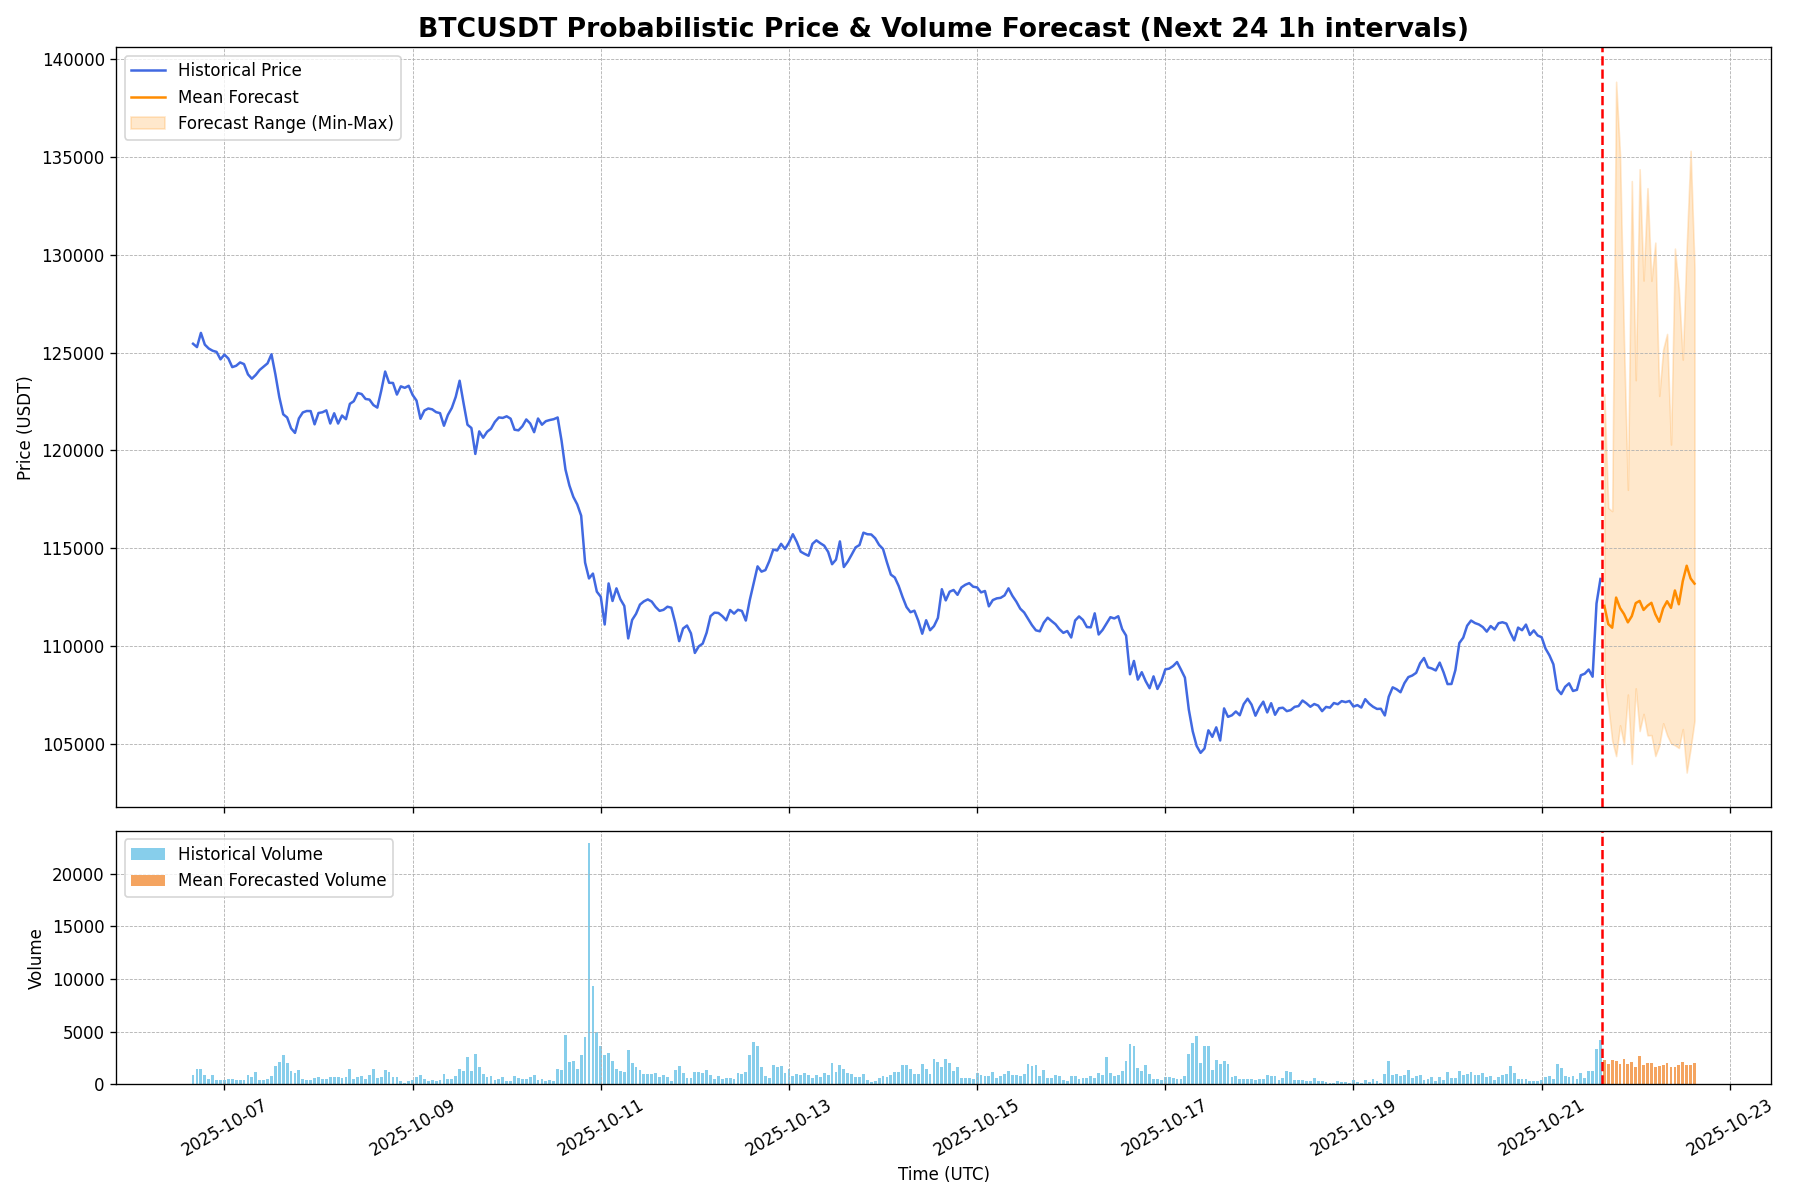 BTCUSDT Probabilistic Price & Volume Forecast (Next 24 1h intervals)
Historical Price
Mean Forecast
Forecast Range (Min-Max)
Price (USDT)
140000
135000
130000
125000
120000
115000
110000
105000
Historical Volume
Mean Forecasted Volume
Volume
20000
15000
10000
5000
0
2025-10-07
2025-10-09
2025-10-11
2025-10-13
2025-10-15
2025-10-17
2025-10-19
2025-10-21
2025-10-23
Time (UTC)